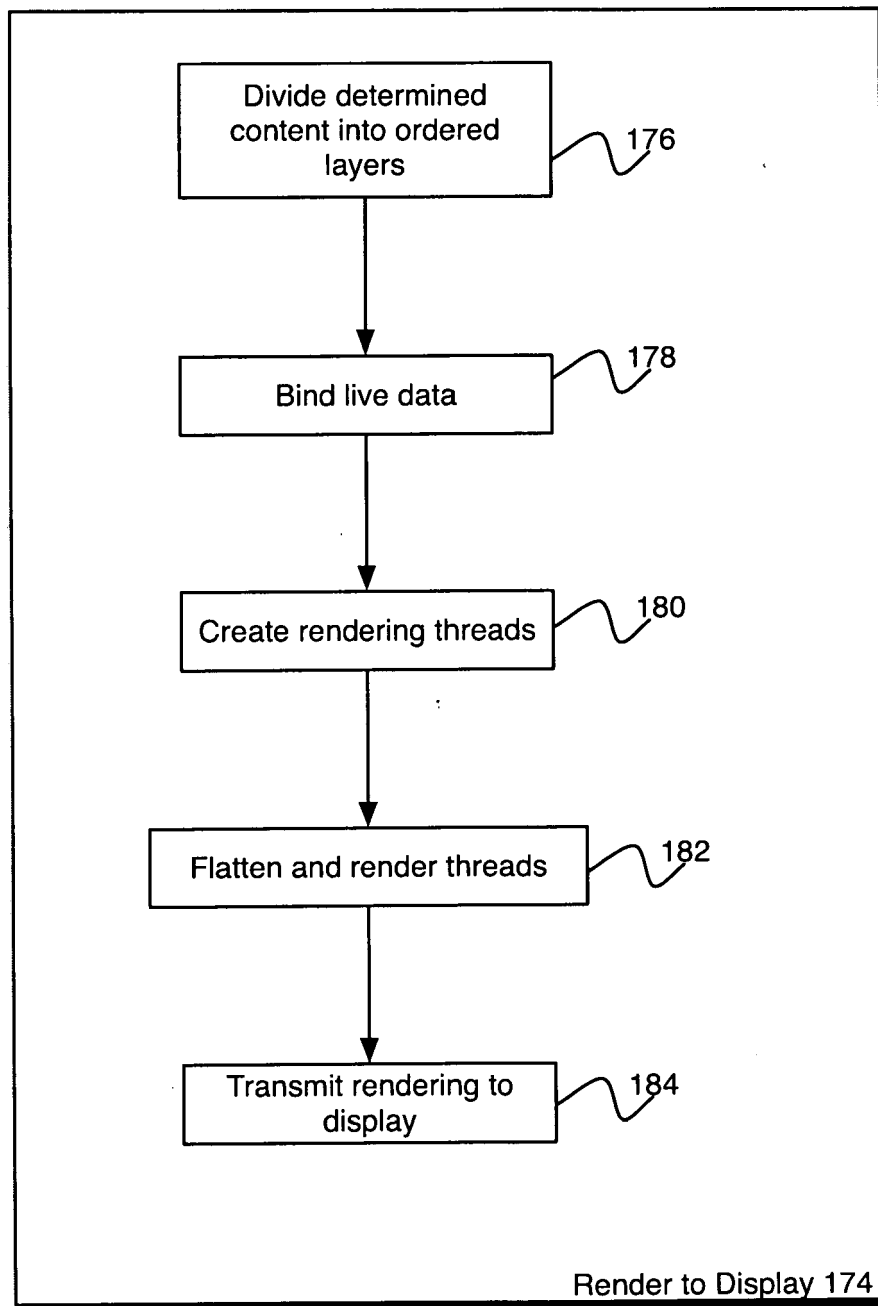 Divide determined
content into ordered
layers
176
Bind live data
178
Create rendering threads
180
Flatten and render threads
182
Transmit rendering to
display
184
Render to Display 174